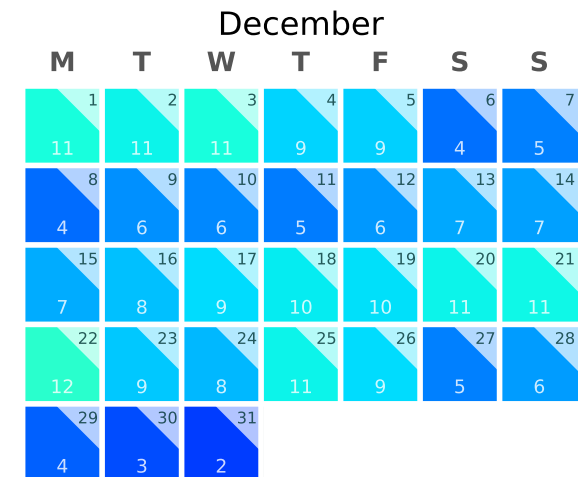 December
M T W T F S S
1 2 3 4 5 6 7
11 11 11 9 9 4 5
8 9 10 11 12 13 14
4 6 6 5 6 7 7
15 16 17 18 19 20 21
7 8 9 10 10 11 11
22 23 24 25 26 27 28
12 9 8 11 9 5 6
29 30 31
4 3 2